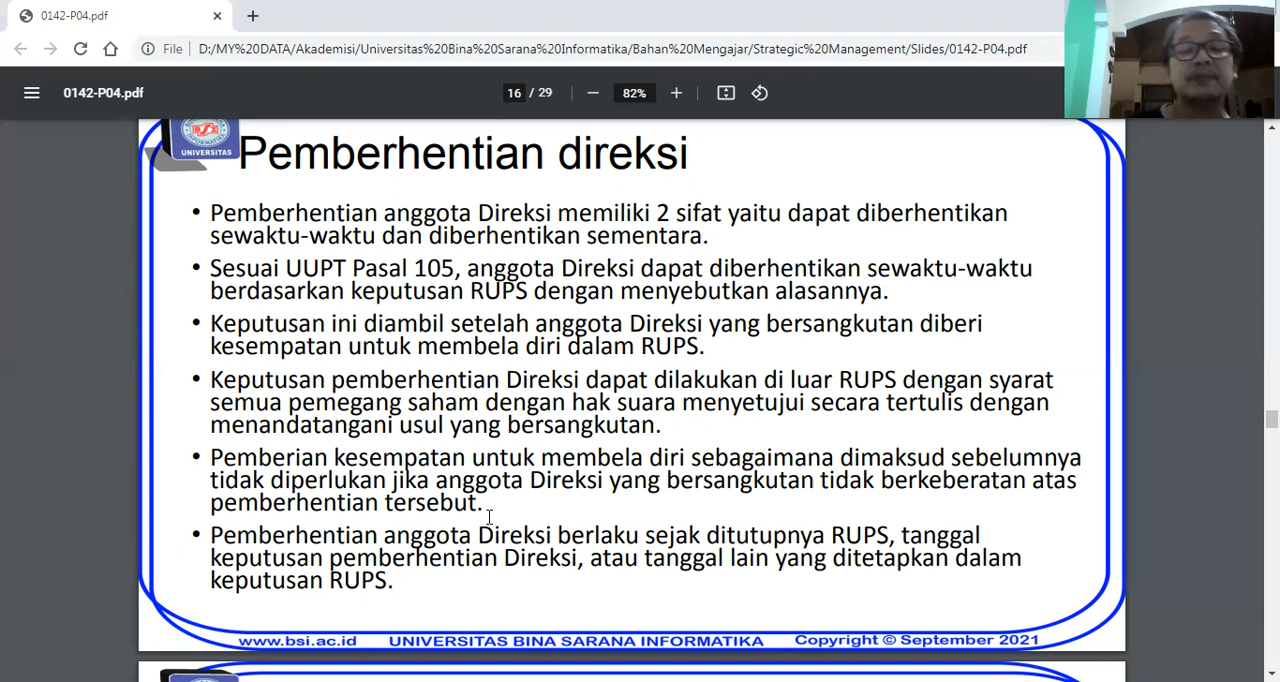 0142-P04.pdf
File
D:/MY%20DATA/Akademisi/Universitas%20Bina%20Sarana%20Informatika/Bahan%20Mengajar/Strategic%20Management/Slides/0142-P04.pdf
0142-P04.pdf
16 / 29
82%
UNIVERSITAS
Pemberhentian direksi
• Pemberhentian anggota Direksi memiliki 2 sifat yaitu dapat diberhentikan
sewaktu-waktu dan diberhentikan sementara.
• Sesuai UUPT Pasal 105, anggota Direksi dapat diberhentikan sewaktu-waktu
berdasarkan keputusan RUPS dengan menyebutkan alasannya.
• Keputusan ini diambil setelah anggota Direksi yang bersangkutan diberi
kesempatan untuk membela diri dalam RUPS.
• Keputusan pemberhentian Direksi dapat dilakukan di luar RUPS dengan syarat
semua pemegang saham dengan hak suara menyetujui secara tertulis dengan
menandatangani usul yang bersangkutan.
• Pemberian kesempatan untuk membela diri sebagaimana dimaksud sebelumnya
tidak diperlukan jika anggota Direksi yang bersangkutan tidak berkeberatan atas
pemberhentian tersebut.
• Pemberhentian anggota Direksi berlaku sejak ditutupnya RUPS, tanggal
keputusan pemberhentian Direksi, atau tanggal lain yang ditetapkan dalam
keputusan RUPS.
www.bsi.ac.id UNIVERSITAS BINA SARANA INFORMATIKA Copyright © September 2021